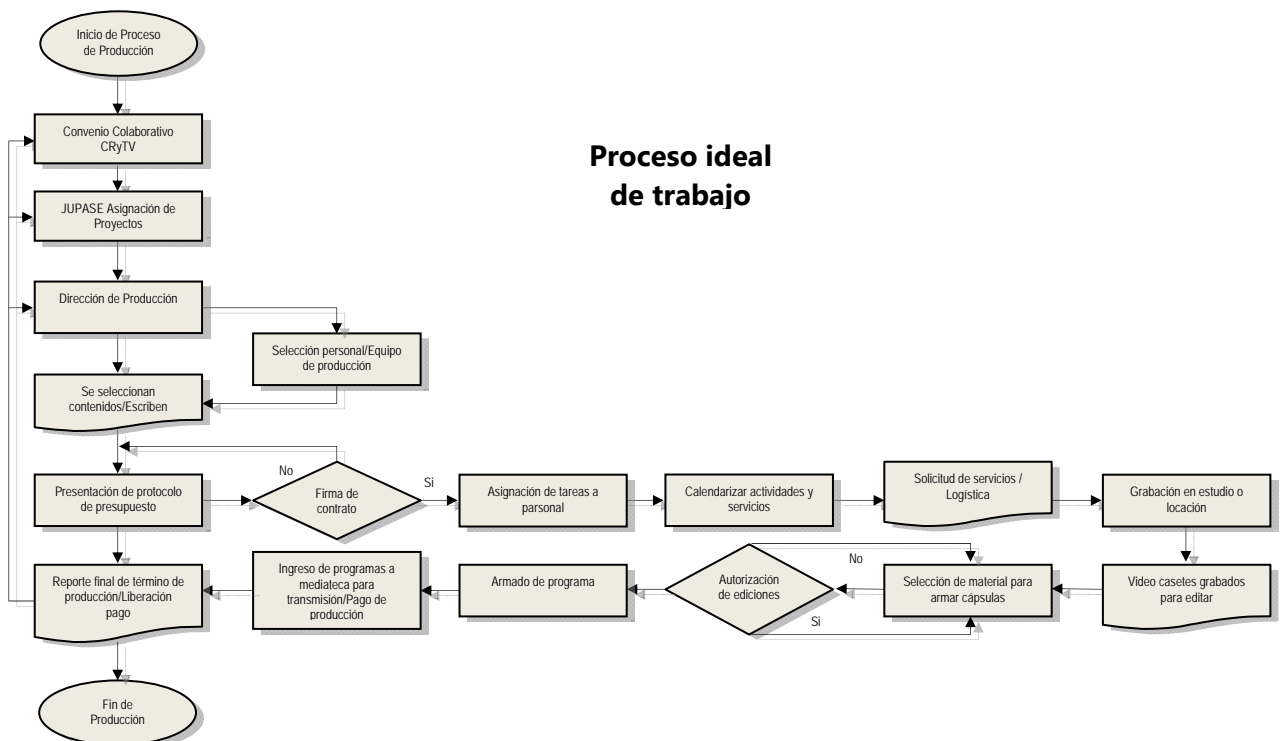 Inicio de Proceso
de Producción
Proceso ideal
de trabajo
Convenio Colaborativo
CRyTV
JUPASE Asignación de
Proyectos
Dirección de Producción
Selección personal/Equipo
de producción
Se seleccionan
contenidos/Escriben
Presentación de protocolo
de presupuesto
No
Firma de
contrato
Si
Asignación de tareas a
parsonal
Calendarizar actividades y
servicios
Solicitud de servicios /
Logística
Grabación en estudio o
locación
Video casetes grabados
para editar
Selección de material para
armar cápsulas
No
Autorización
de ediciones
Si
Armado de programa
Ingreso de programas a
mediateca para
transmisión/Pago de
producción
Reporte final de término de
producción/Liberación
pago
Fin de
Producción